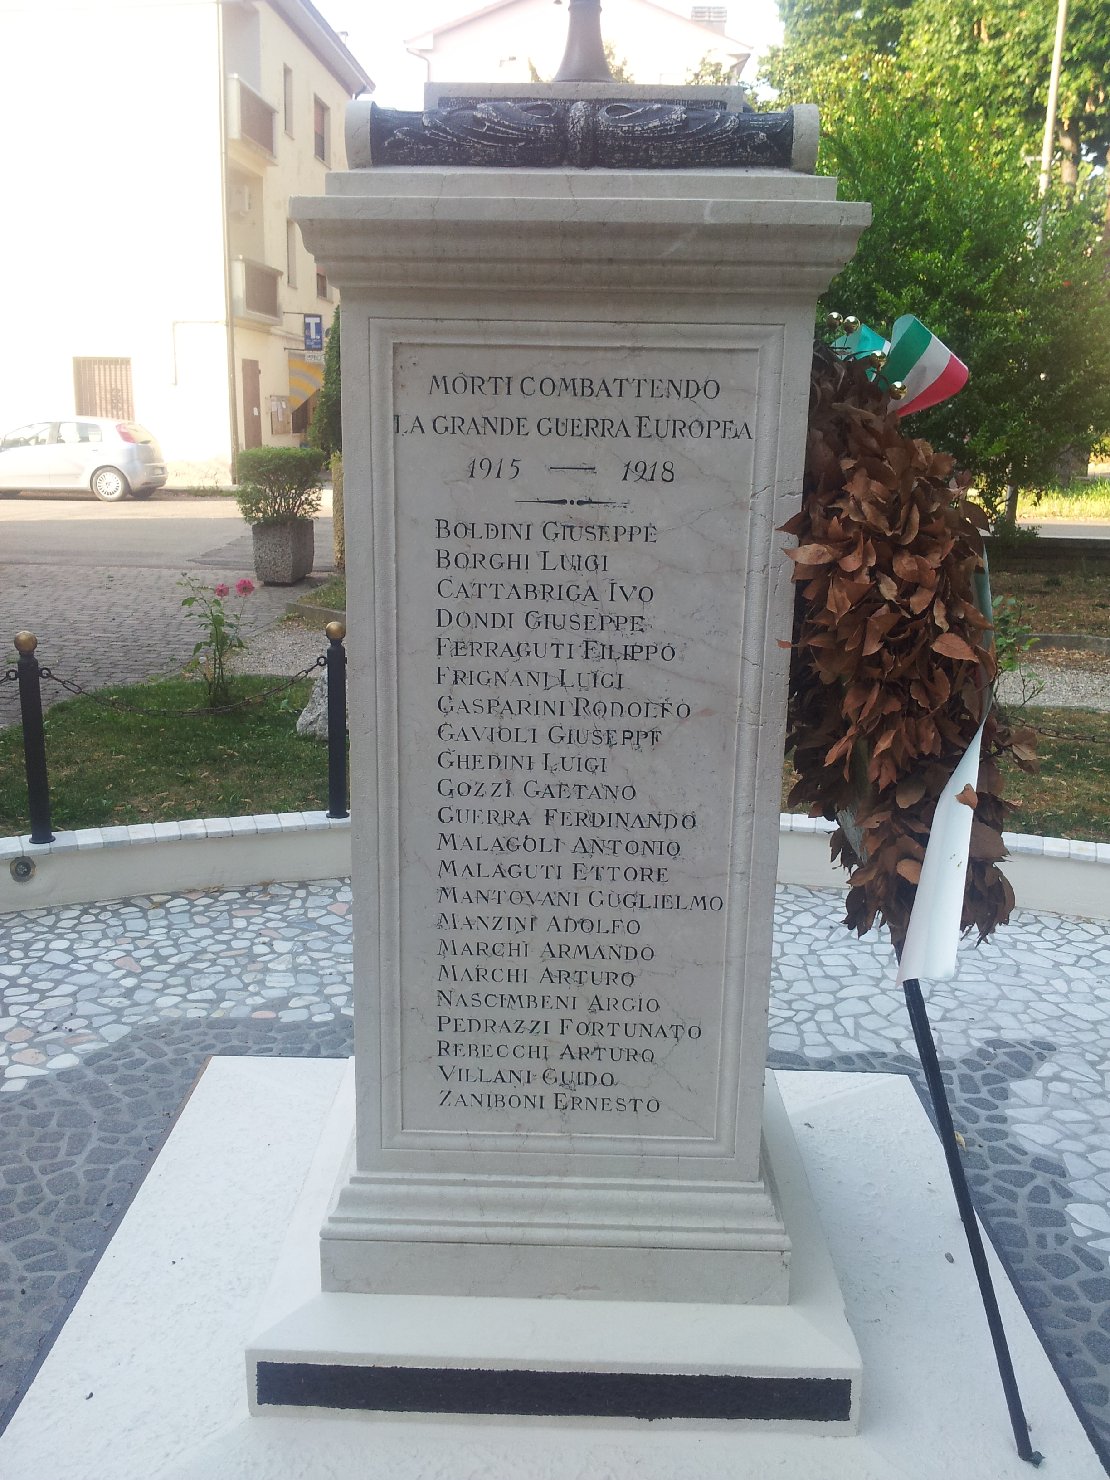 MORTI COMBATTENDO
LA GRANDE GUERRA EUROPEA
1915 — 1918
BOLDINI GIUSEPPE
BORGHI LUIGI
CATTABRIGA IVO
DONDI GIUSEPPE
FERRAGUTI FILIPPO
FRIGNANI LUIGI
GASPARINI RODOLFO
GAVIOLI GIUSEPPE
GHEDINI LUIGI
GOZZI GAETANO
GUERRA FERDINANDO
MALAGOLI ANTONIO
MALAGUTI ETTORE
MANTOVANI GUGLIELMO
MANZINI ADOLFO
MARCHI ARMANDO
MARCHI ARTURO
NASCIMBENI ARGIO
PEDRAZZI FORTUNATO
REBECCHI ARTURO
VILLANI GUIDO
ZANIBONI ERNESTO
T